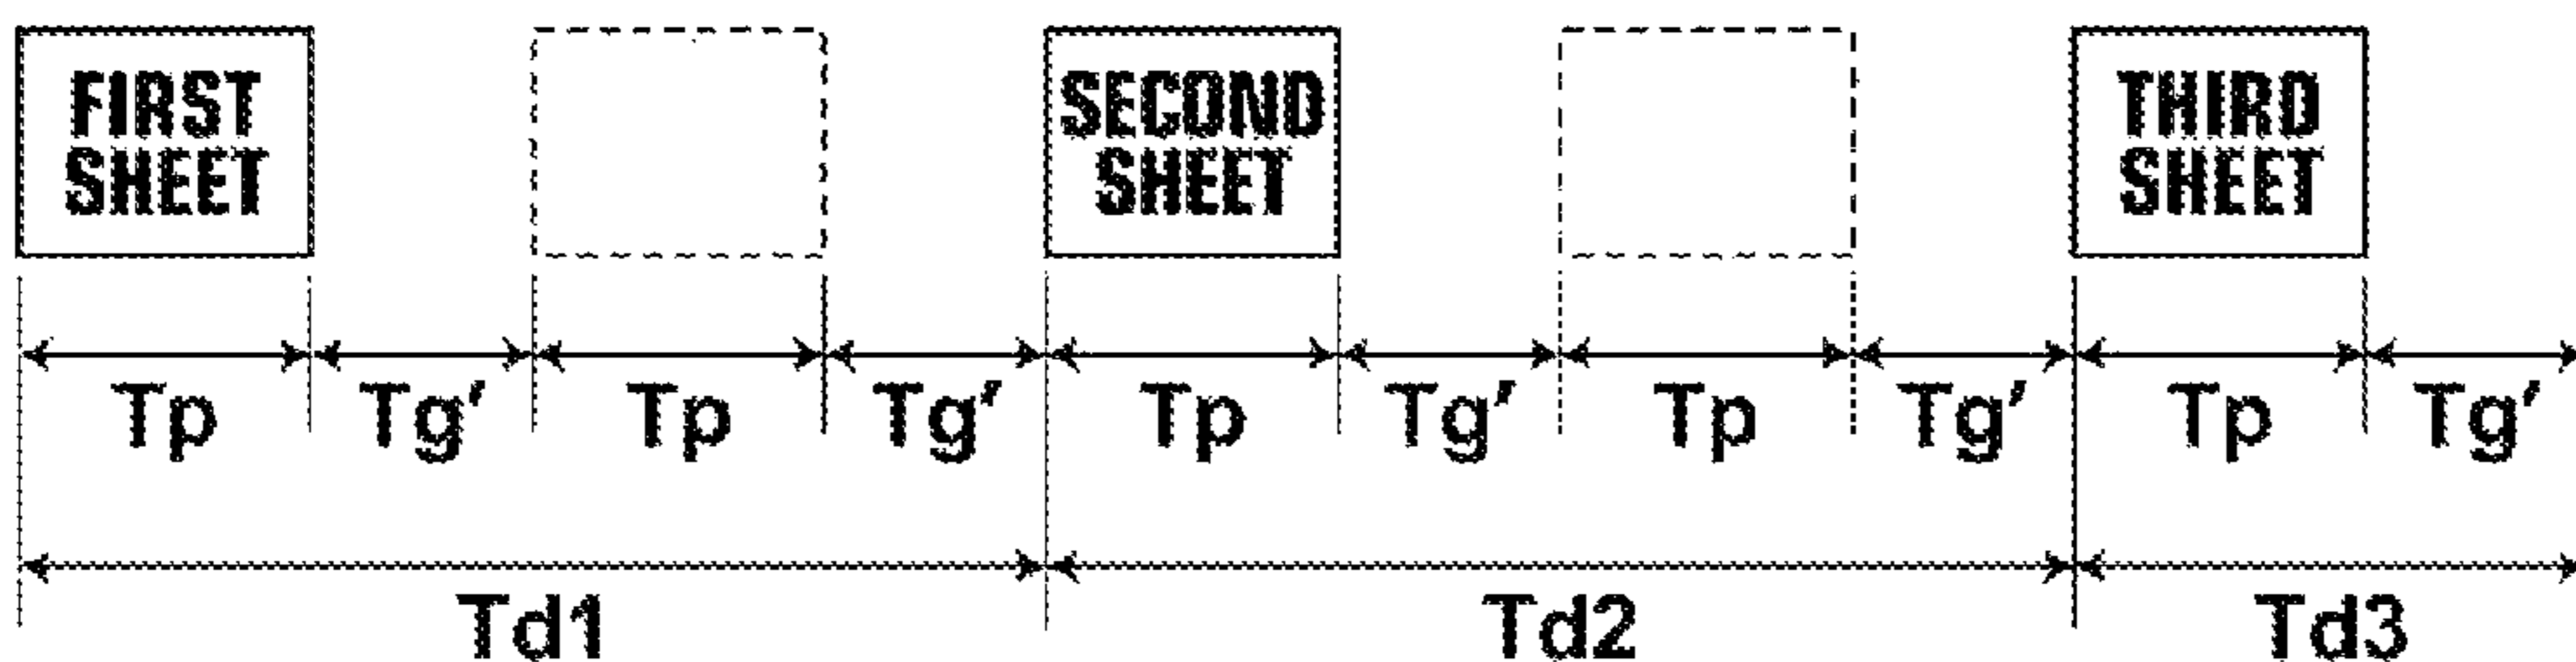 FIRST
SHEET
SECOND
SHEET
THIRD
SHEET
Tp Tg′ Tp Tg′ Tp Tg′ Tp Tg′ Tp Tg′
Td1 Td2 Td3